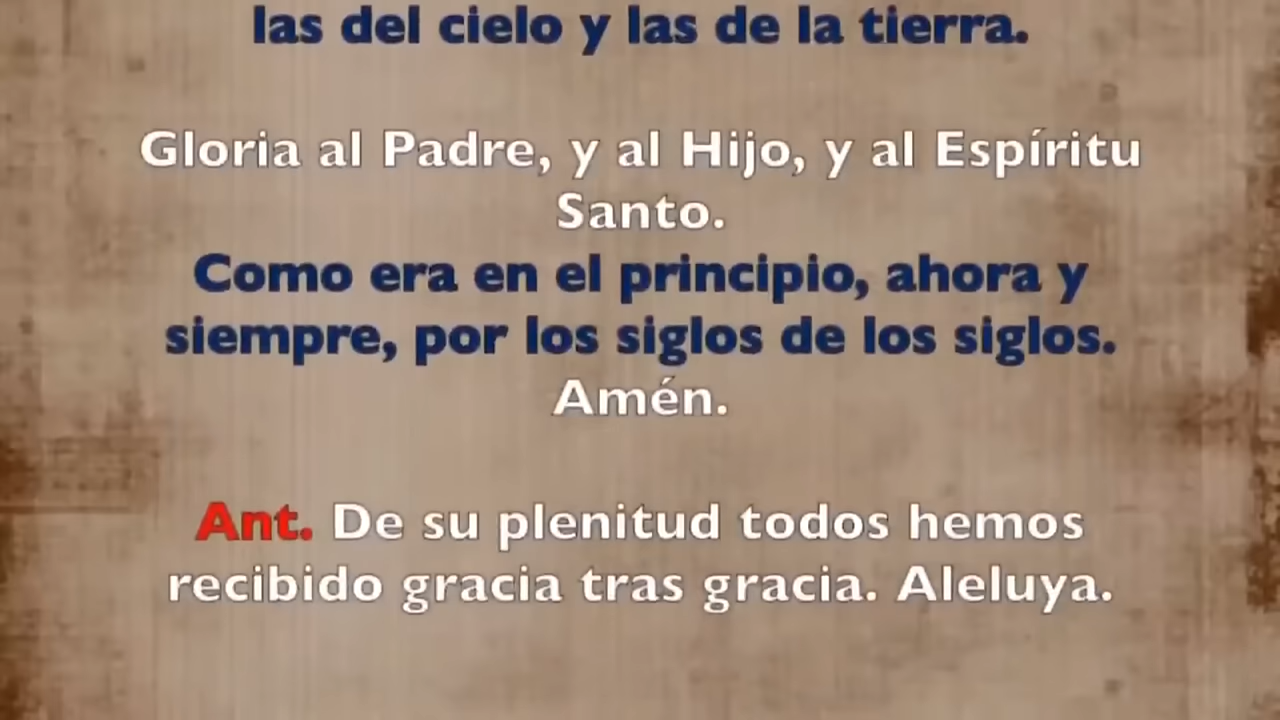 las del cielo y las de la tierra.
Gloria al Padre, y al Hijo, y al Espíritu
Santo.
Como era en el principio, ahora y
siempre, por los siglos de los siglos.
Amén.
Ant. De su plenitud todos hemos
recibido gracia tras gracia. Aleluya.